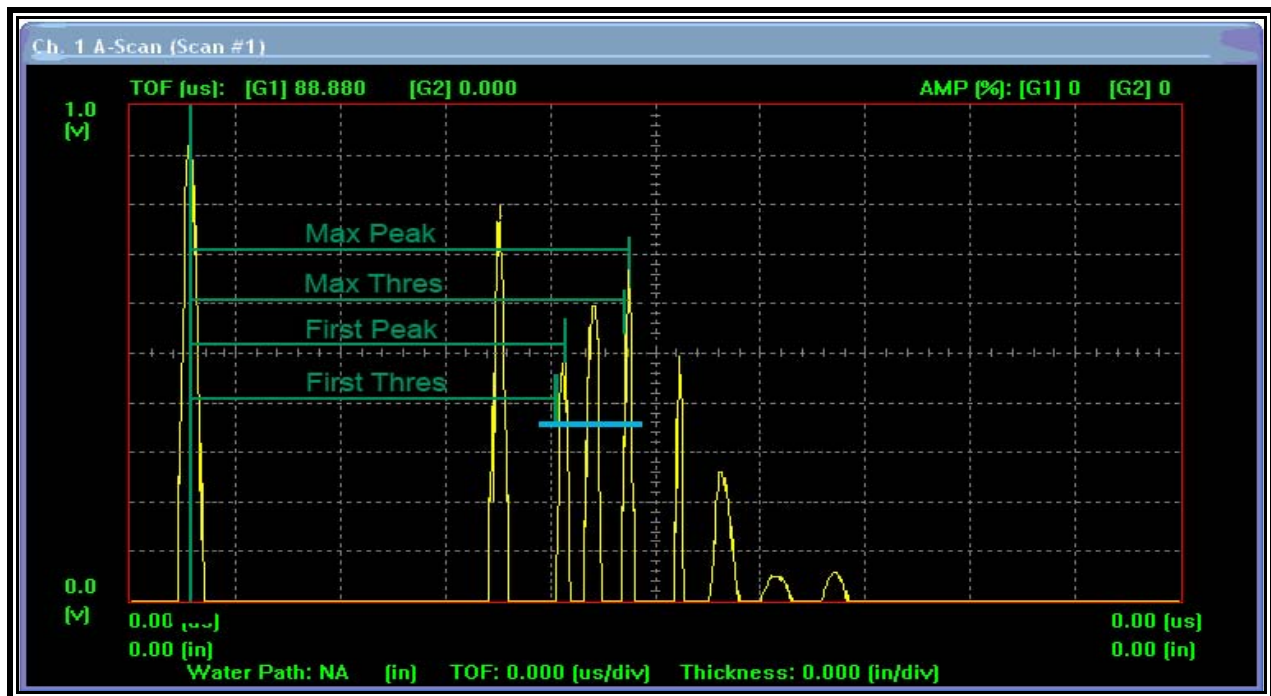 Ch. 1 A-Scan (Scan #1)
TOF (us): [G1] 88.880 [G2] 0.000 AMP (%): [G1] 0 [G2] 0
1.0
(v)
Max Peak
Max Thres
First Peak
First Thres
0.0
(v)
0.00 (us) 0.00 (us)
0.00 (in) 0.00 (in)
Water Path: NA (in) TOF: 0.000 (us/div) Thickness: 0.000 (in/div)